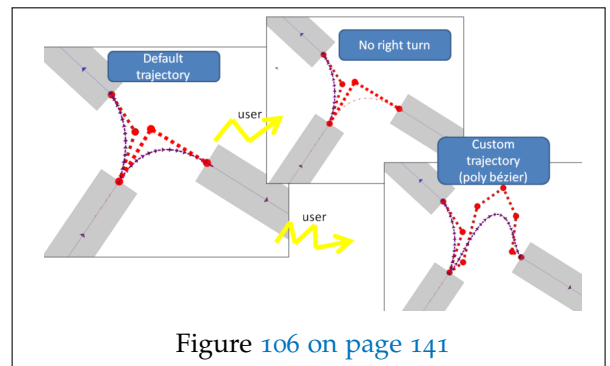 Default
trajectory
No right turn
user
Custom
trajectory
(poly bézier)
user
Figure 106 on page 141